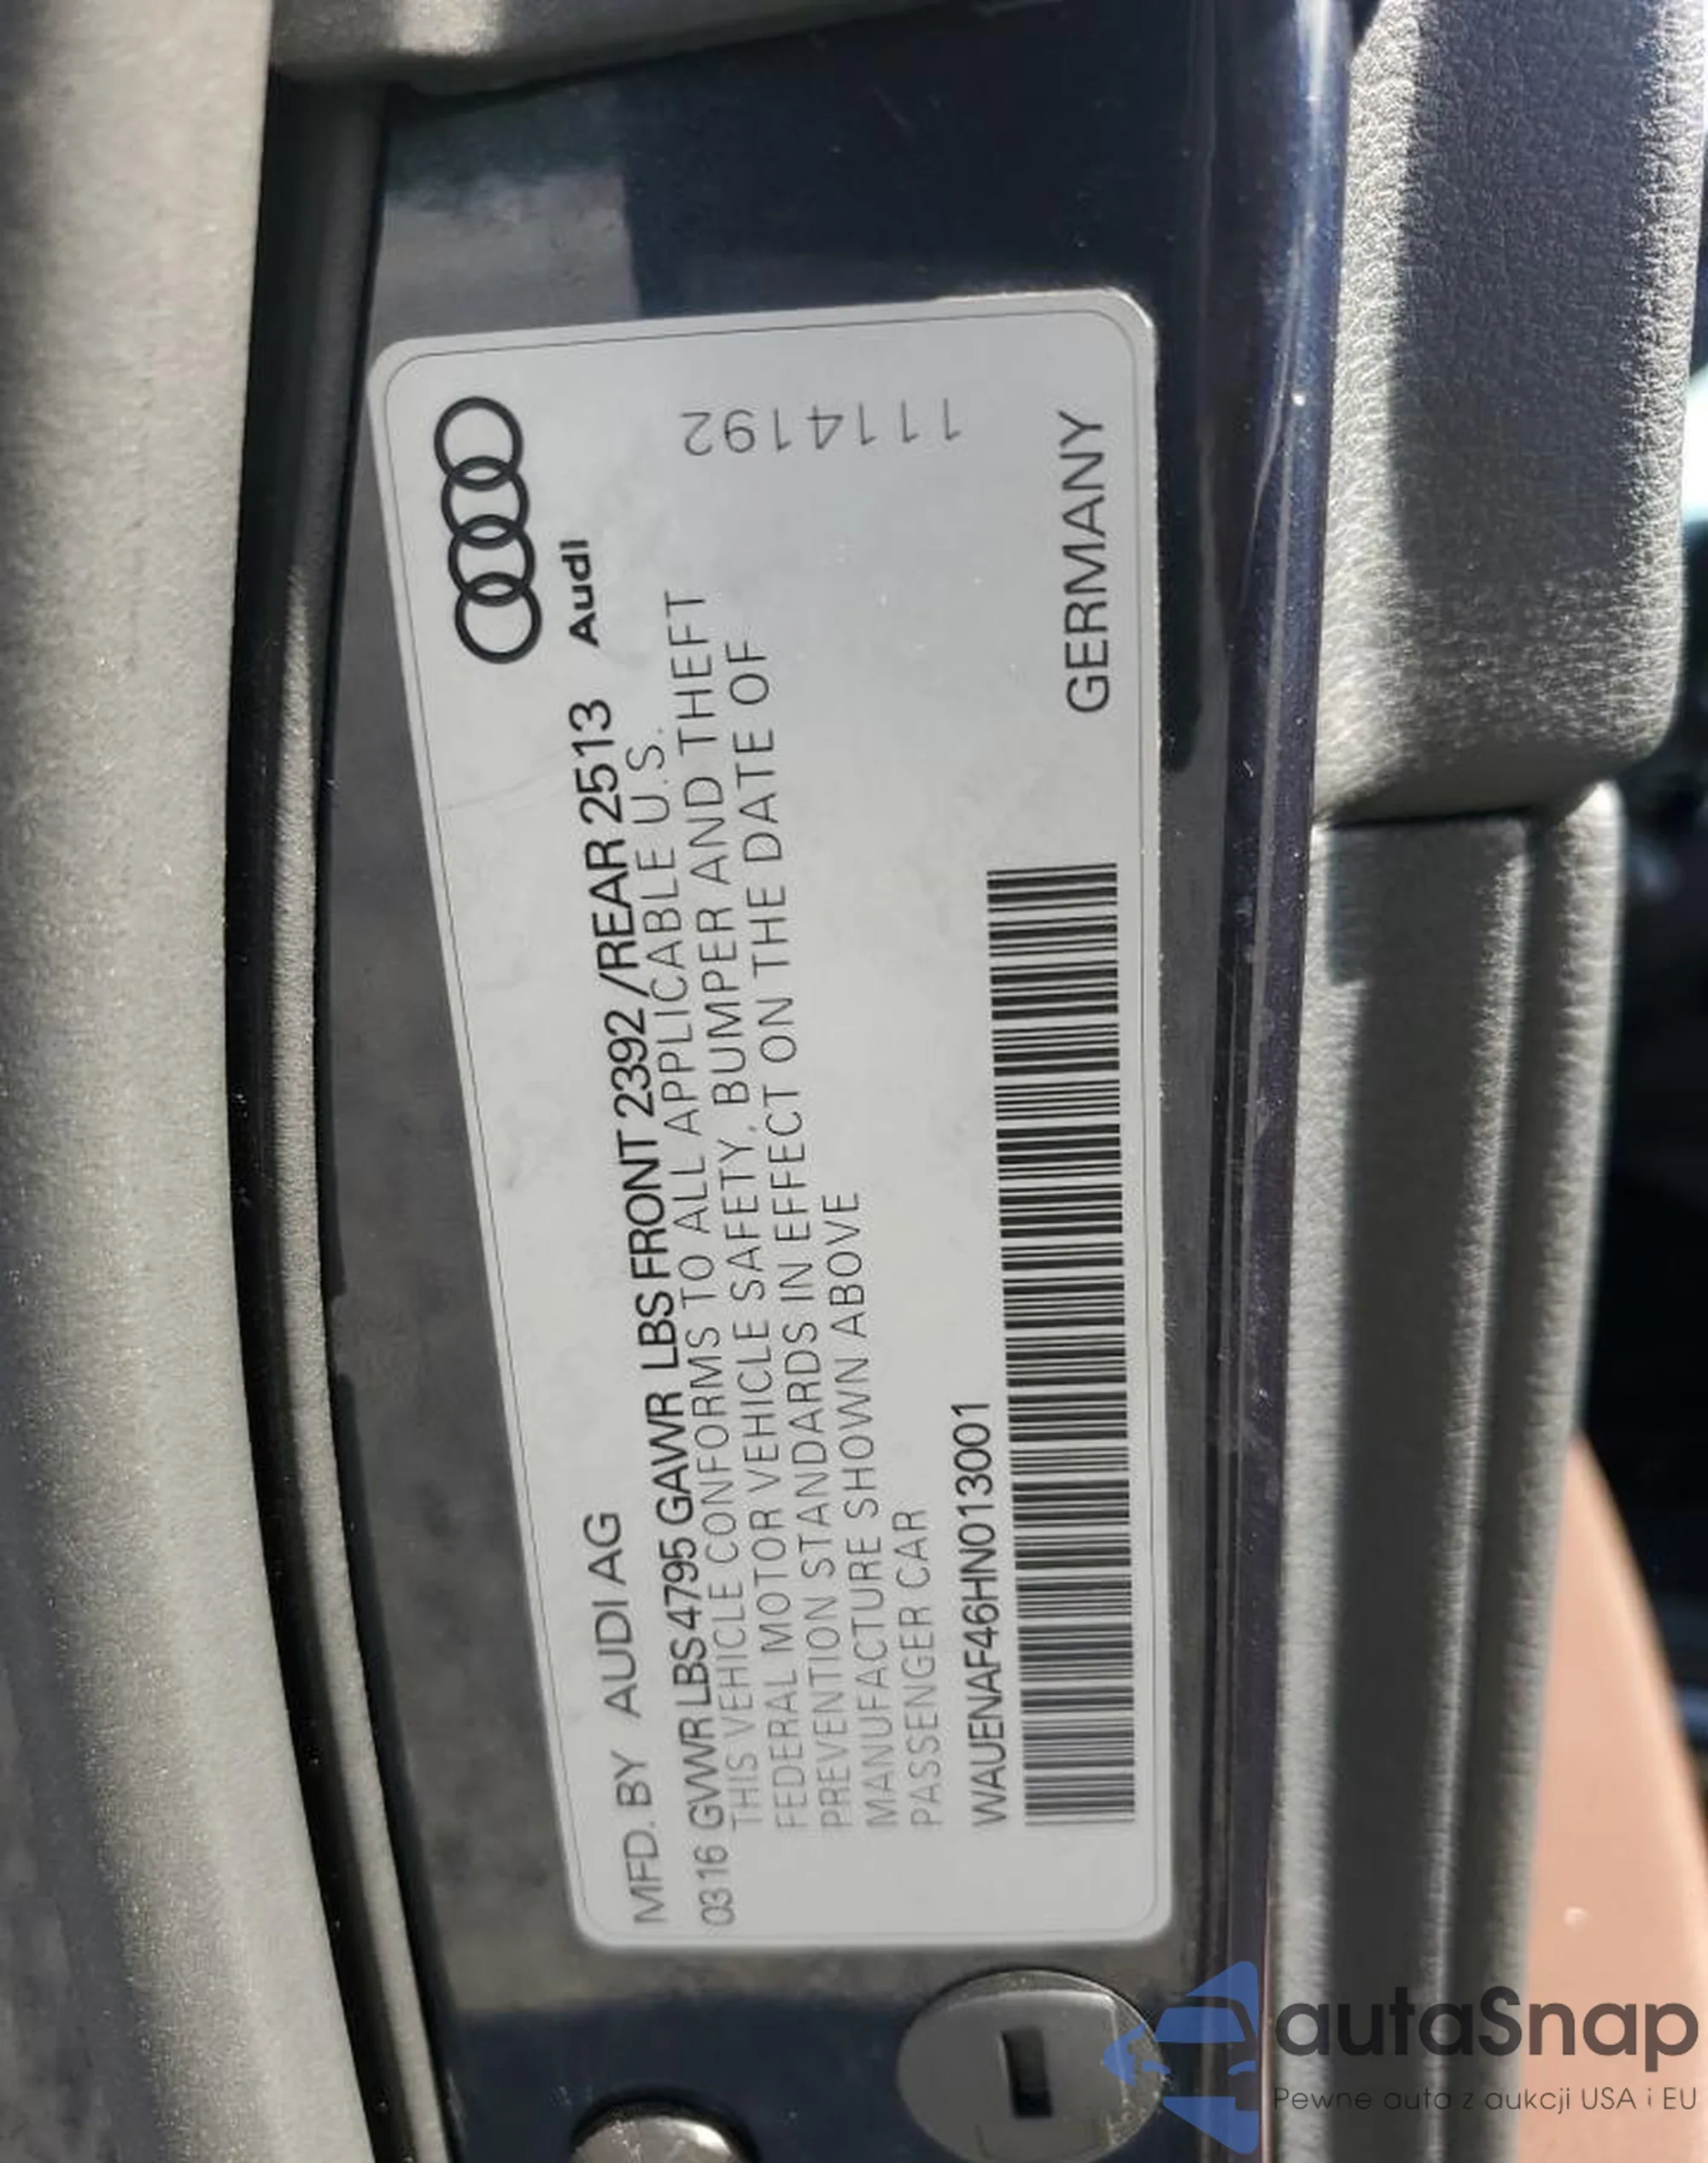 Audi
MFD. BY AUDI AG
03 16 GVWR LBS 4795 GAWR LBS FRONT 2392 /REAR 2513
THIS VEHICLE CONFORMS TO ALL APPLICABLE U.S.
FEDERAL MOTOR VEHICLE SAFETY, BUMPER AND THEFT
PREVENTION STANDARDS IN EFFECT ON THE DATE OF
MANUFACTURE SHOWN ABOVE
PASSENGER CAR
1114192
WAUENAF46HN013001
GERMANY
autaSnap
Pewne auta z aukcji USA i EU